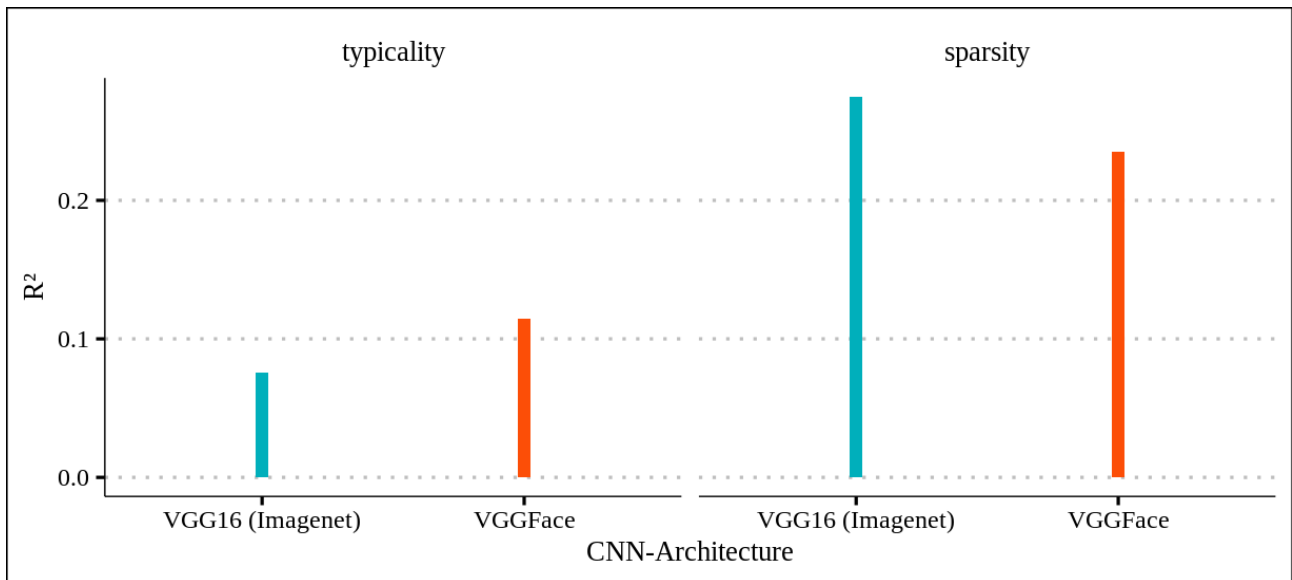 typicality
sparsity
0.2
0.1
0.0
R²
VGG16 (Imagenet)
VGGFace
VGG16 (Imagenet)
VGGFace
CNN-Architecture